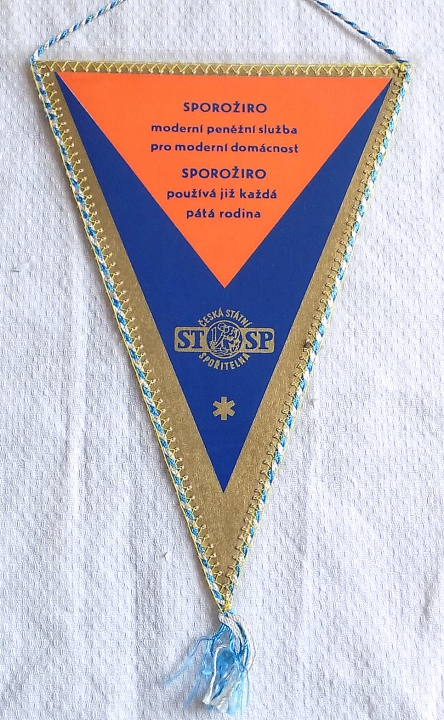 SPOROŽIRO
moderní peněžní služba
pro moderní domácnost
SPOROŽIRO
používá již každá
pátá rodina
ČESKÁ STÁTNÍ
ST SP
SPOŘITELNA